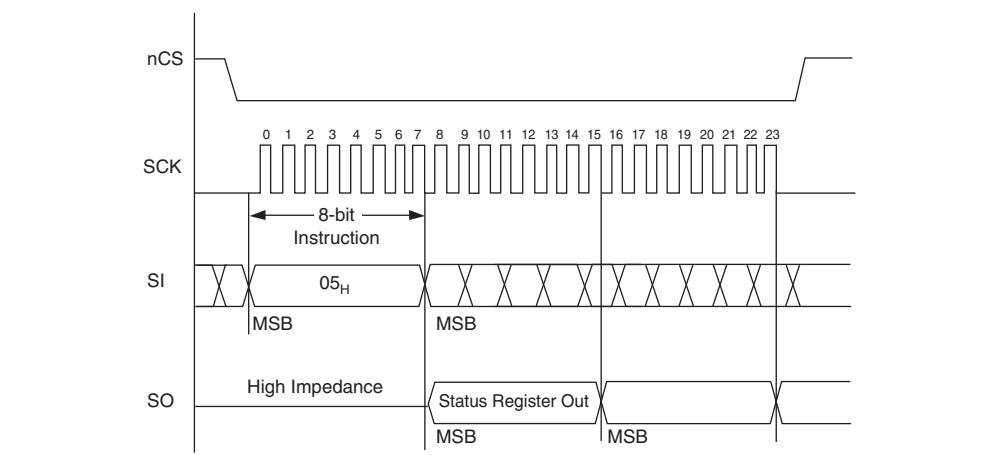 nCS
0 1 2 3 4 5 6 7 8 9 10 11 12 13 14 15 16 17 18 19 20 21 22 23
SCK
8-bit
Instruction
SI
05H
MSB
MSB
High Impedance
SO
Status Register Out
MSB
MSB